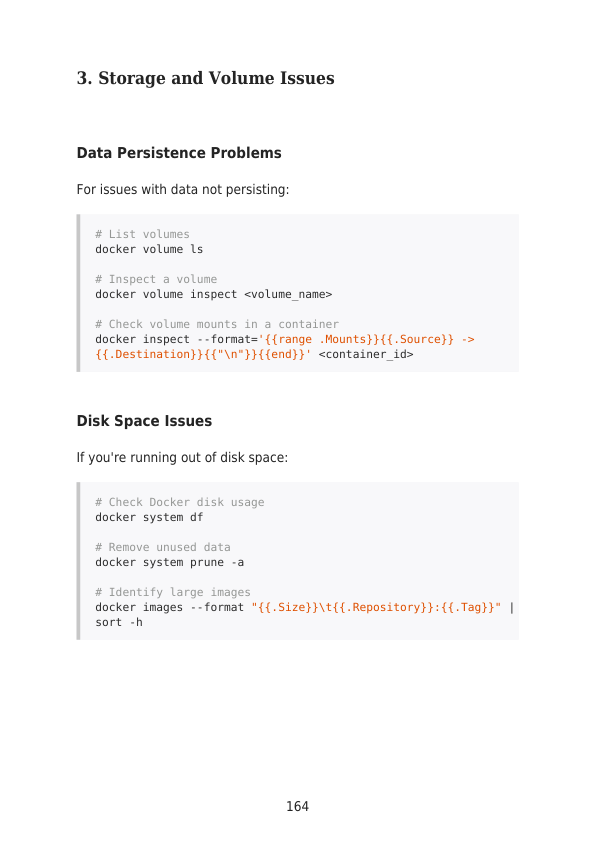 3. Storage and Volume Issues
Data Persistence Problems
For issues with data not persisting:
# List volumes
docker volume ls
# Inspect a volume
docker volume inspect <volume_name>
# Check volume mounts in a container
docker inspect --format='{{range .Mounts}}{{.Source}} ->
{{.Destination}}{{"\n"}}{{end}}' <container_id>
Disk Space Issues
If you're running out of disk space:
# Check Docker disk usage
docker system df
# Remove unused data
docker system prune -a
# Identify large images
docker images --format "{{.Size}}\t{{.Repository}}:{{.Tag}}" |
sort -h
164